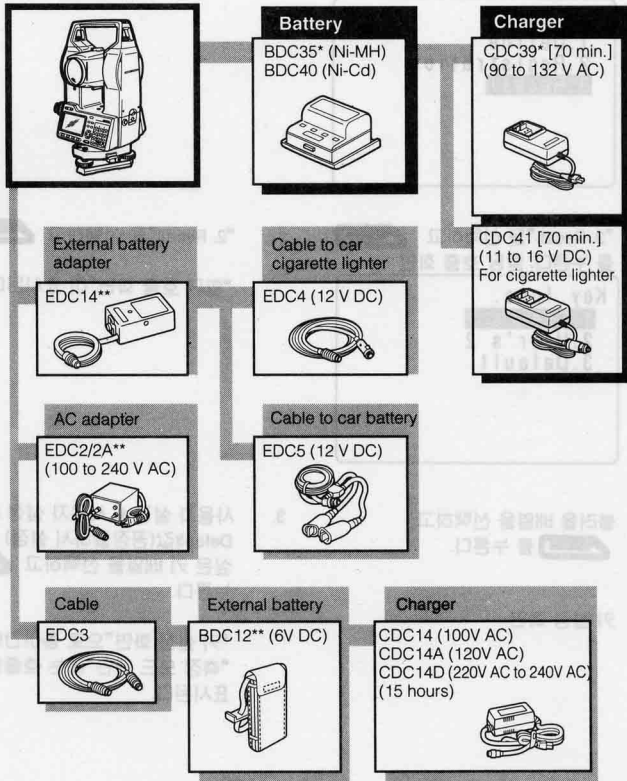 Battery
BDC35* (Ni-MH)
BDC40 (Ni-Cd)
Charger
CDC39* [70 min.]
(90 to 132 V AC)
CDC41 [70 min.]
(11 to 16 V DC)
For cigarette lighter
External battery
adapter
EDC14**
Cable to car
cigarette lighter
EDC4 (12 V DC)
AC adapter
EDC2/2A**
(100 to 240 V AC)
Cable to car battery
EDC5 (12 V DC)
Cable
EDC3
External battery
BDC12** (6V DC)
Charger
CDC14 (100V AC)
CDC14A (120V AC)
CDC14D (220V AC to 240V AC)
(15 hours)